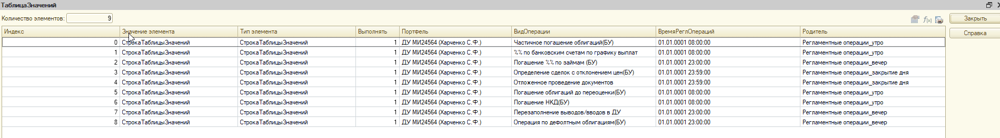 ТаблицаЗначений
Количество элементов: 9
Закрыть
Справка
Индекс Значение элемента Тип элемента Выполнять Портфель ВидОперации ВремяРеглОпераций Родитель
0 СтрокаТаблицыЗначений СтрокаТаблицыЗначений 1 ДУ МИ24564 (Харченко С.Ф.) Частичное погашение облигаций(БУ) 01.01.0001 08:00:00 Регламентные операции_утро
1 СтрокаТаблицыЗначений СтрокаТаблицыЗначений 1 ДУ МИ24564 (Харченко С.Ф.) %% по банковским счетам по графику выплат 01.01.0001 08:00:00 Регламентные операции_утро
2 СтрокаТаблицыЗначений СтрокаТаблицыЗначений 1 ДУ МИ24564 (Харченко С.Ф.) Погашение %% по займам (БУ) 01.01.0001 23:00:00 Регламентные операции_вечер
3 СтрокаТаблицыЗначений СтрокаТаблицыЗначений 1 ДУ МИ24564 (Харченко С.Ф.) Определение сделок с отклонением цен(БУ) 01.01.0001 23:59:00 Регламентные операции_закрытие дня
4 СтрокаТаблицыЗначений СтрокаТаблицыЗначений 1 ДУ МИ24564 (Харченко С.Ф.) Отложенное проведение документов 01.01.0001 23:59:00 Регламентные операции_закрытие дня
5 СтрокаТаблицыЗначений СтрокаТаблицыЗначений 1 ДУ МИ24564 (Харченко С.Ф.) Погашение облигаций до переоценки(БУ) 01.01.0001 08:00:00 Регламентные операции_утро
6 СтрокаТаблицыЗначений СтрокаТаблицыЗначений 1 ДУ МИ24564 (Харченко С.Ф.) Погашение НКД(БУ) 01.01.0001 08:00:00 Регламентные операции_утро
7 СтрокаТаблицыЗначений СтрокаТаблицыЗначений 1 ДУ МИ24564 (Харченко С.Ф.) Перезаполнение выводов/вводов в ДУ 01.01.0001 23:00:00 Регламентные операции_вечер
8 СтрокаТаблицыЗначений СтрокаТаблицыЗначений 1 ДУ МИ24564 (Харченко С.Ф.) Операция по дефолтным облигациям(БУ) 01.01.0001 23:00:00 Регламентные операции_вечер